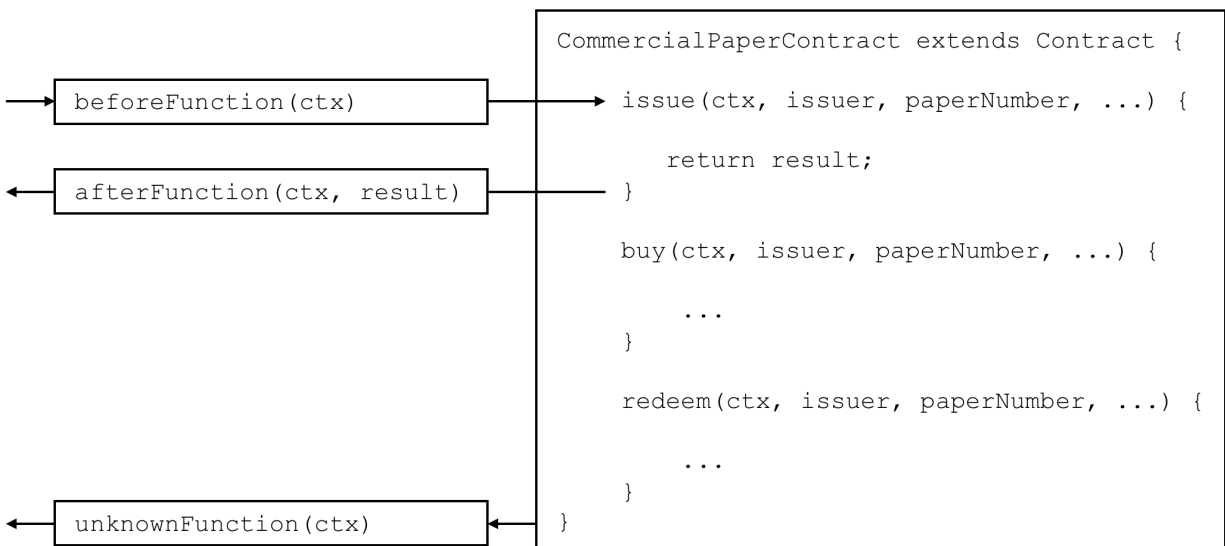 CommercialPaperContract extends Contract {
beforeFunction(ctx)
issue(ctx, issuer, paperNumber, ...) {
return result;
afterFunction(ctx, result)
}
buy(ctx, issuer, paperNumber, ...) {
...
}
redeem(ctx, issuer, paperNumber, ...) {
...
}
unknownFunction(ctx)
}